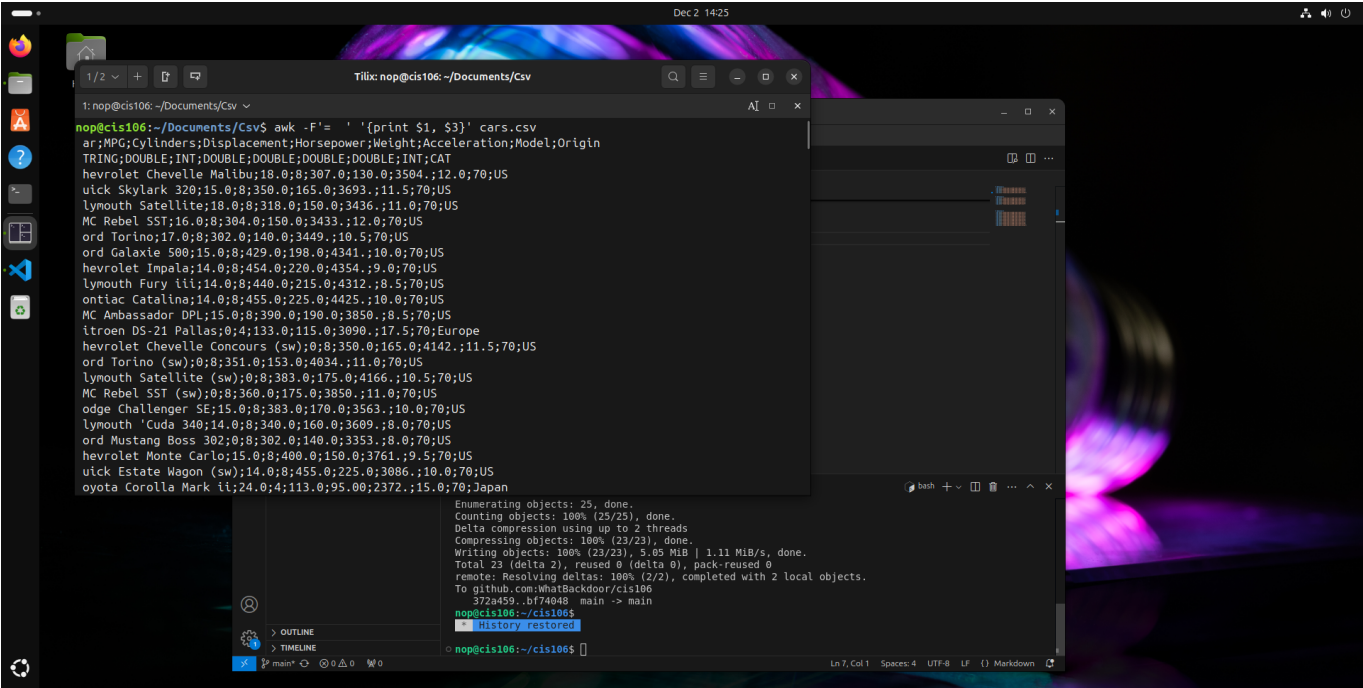 Dec 2 14:25
1/2
Tilix: nop@cis106: ~/Documents/Csv
1: nop@cis106: ~/Documents/Csv
nop@cis106:~/Documents/Csv$ awk -F'=  ' '{print $1, $3}' cars.csv
ar;MPG;Cylinders;Displacement;Horsepower;Weight;Acceleration;Model;Origin
TRING;DOUBLE;INT;DOUBLE;DOUBLE;DOUBLE;DOUBLE;INT;CAT
hevrolet Chevelle Malibu;18.0;8;307.0;130.0;3504.;12.0;70;US
uick Skylark 320;15.0;8;350.0;165.0;3693.;11.5;70;US
lymouth Satellite;18.0;8;318.0;150.0;3436.;11.0;70;US
MC Rebel SST;16.0;8;304.0;150.0;3433.;12.0;70;US
ord Torino;17.0;8;302.0;140.0;3449.;10.5;70;US
ord Galaxie 500;15.0;8;429.0;198.0;4341.;10.0;70;US
hevrolet Impala;14.0;8;454.0;220.0;4354.;9.0;70;US
lymouth Fury iii;14.0;8;440.0;215.0;4312.;8.5;70;US
ontiac Catalina;14.0;8;455.0;225.0;4425.;10.0;70;US
MC Ambassador DPL;15.0;8;390.0;190.0;3850.;8.5;70;US
itroen DS-21 Pallas;0;4;133.0;115.0;3090.;17.5;70;Europe
hevrolet Chevelle Concours (sw);0;8;350.0;165.0;4142.;11.5;70;US
ord Torino (sw);0;8;351.0;153.0;4034.;11.0;70;US
lymouth Satellite (sw);0;8;383.0;175.0;4166.;10.5;70;US
MC Rebel SST (sw);0;8;360.0;175.0;3850.;11.0;70;US
odge Challenger SE;15.0;8;383.0;170.0;3563.;10.0;70;US
lymouth 'Cuda 340;14.0;8;340.0;160.0;3609.;8.0;70;US
ord Mustang Boss 302;0;8;302.0;140.0;3353.;8.0;70;US
hevrolet Monte Carlo;15.0;8;400.0;150.0;3761.;9.5;70;US
uick Estate Wagon (sw);14.0;8;455.0;225.0;3086.;10.0;70;US
oyota Corolla Mark ii;24.0;4;113.0;95.00;2372.;15.0;70;Japan
bash
Enumerating objects: 25, done.
Counting objects: 100% (25/25), done.
Delta compression using up to 2 threads
Compressing objects: 100% (23/23), done.
Writing objects: 100% (23/23), 5.05 MiB | 1.11 MiB/s, done.
Total 23 (delta 2), reused 0 (delta 0), pack-reused 0
remote: Resolving deltas: 100% (2/2), completed with 2 local objects.
To github.com:WhatBackdoor/cis106
372a459..bf74048  main -> main
nop@cis106:~/cis106$
* History restored
nop@cis106:~/cis106$
OUTLINE
TIMELINE
1
main* 0 0 0 Ln 7, Col 1 Spaces: 4 UTF-8 LF {} Markdown